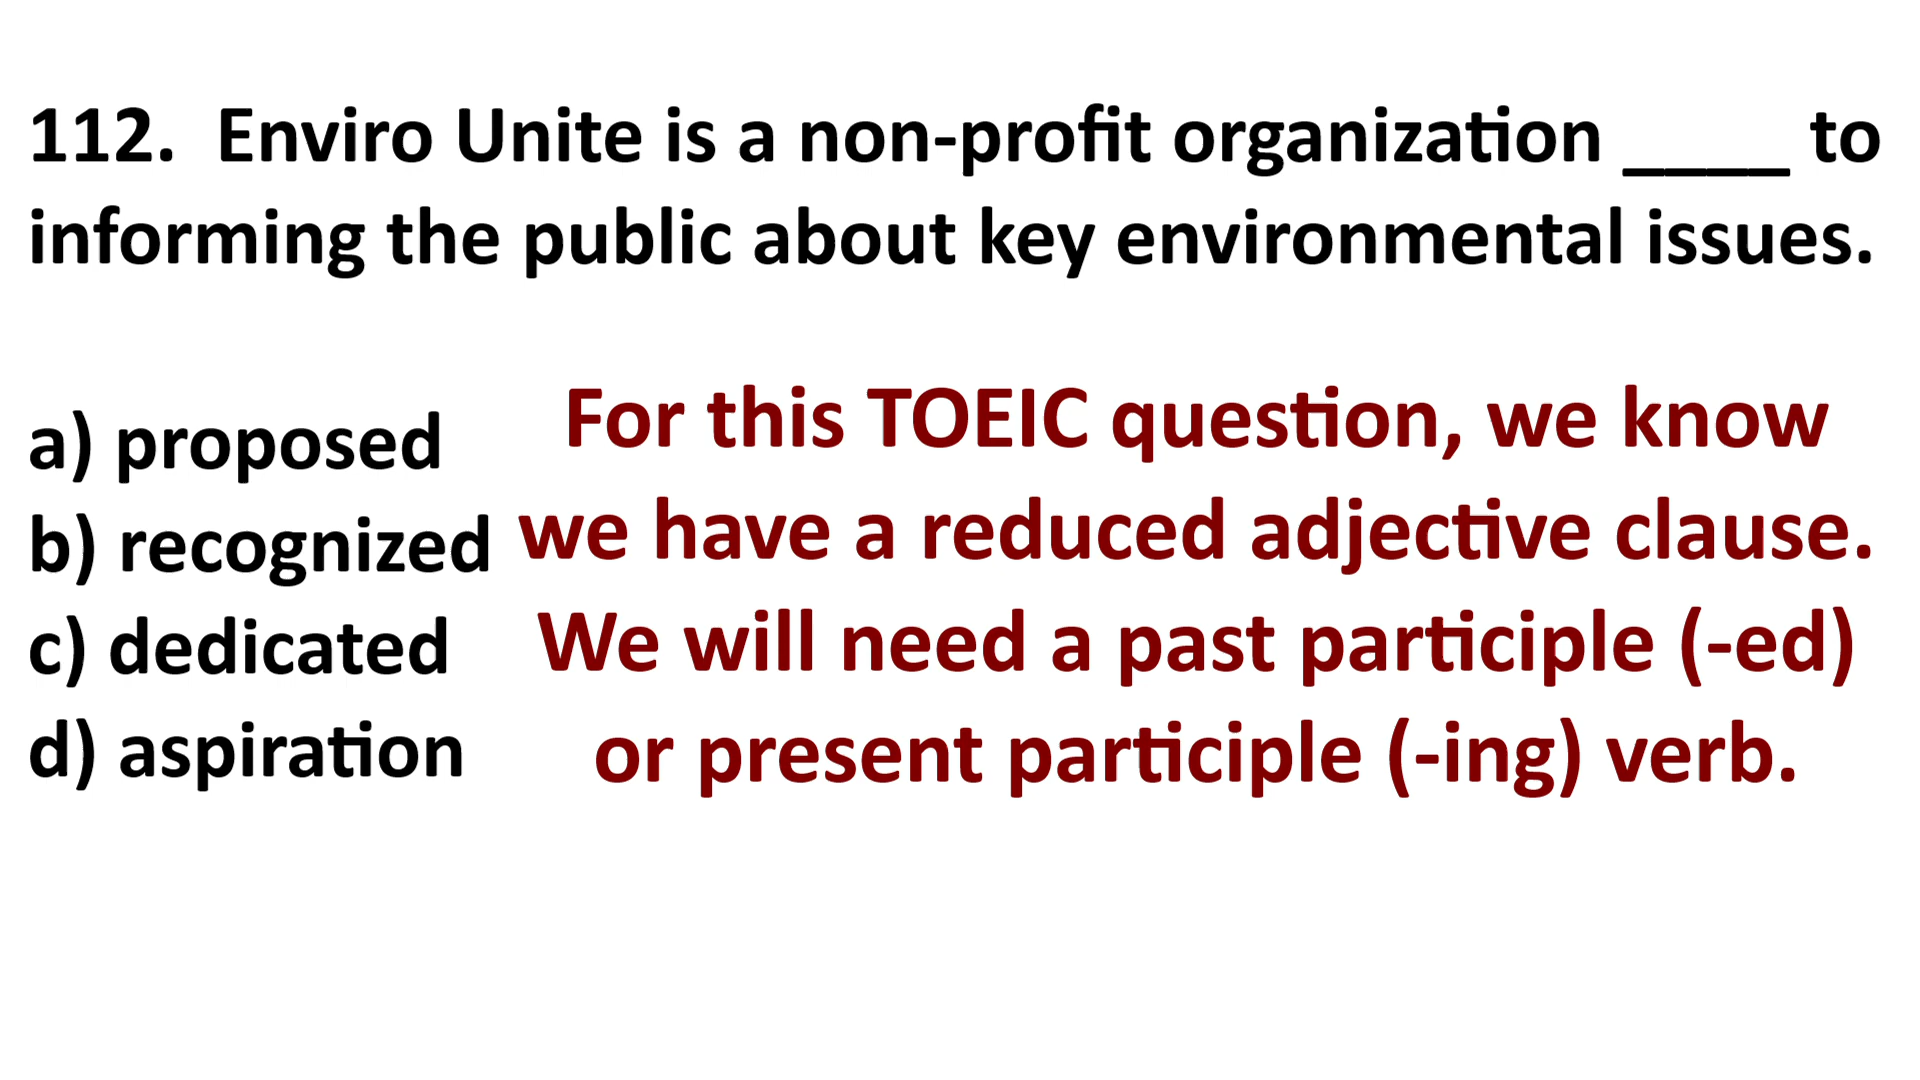 112. Enviro Unite is a non-profit organization ____ to
informing the public about key environmental issues.
a) proposed
b) recognized
c) dedicated
d) aspiration
For this TOEIC question, we know
we have a reduced adjective clause.
We will need a past participle (-ed)
or present participle (-ing) verb.